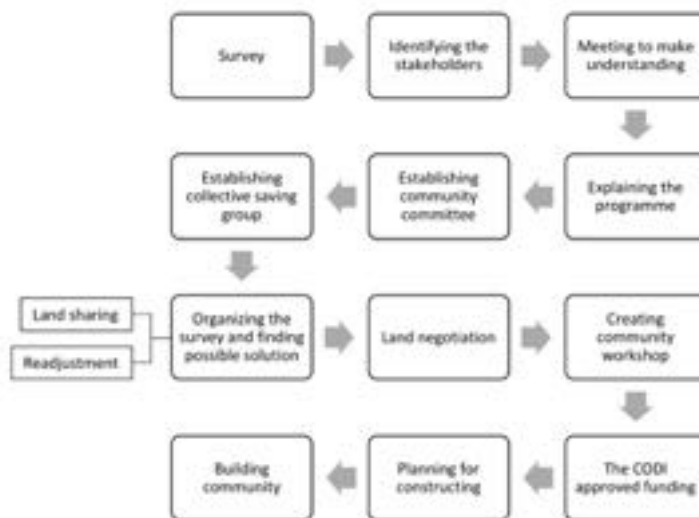 Survey
Identifying the
stakeholders
Meeting to make
understanding
Explaining the
programme
Establishing
community
committee
Establishing
collective saving
group
Land sharing
Readjustment
Organizing the
survey and finding
possible solution
Land negotiation
Creating
community
workshop
The CODI
approved funding
Planning for
constructing
Building
community